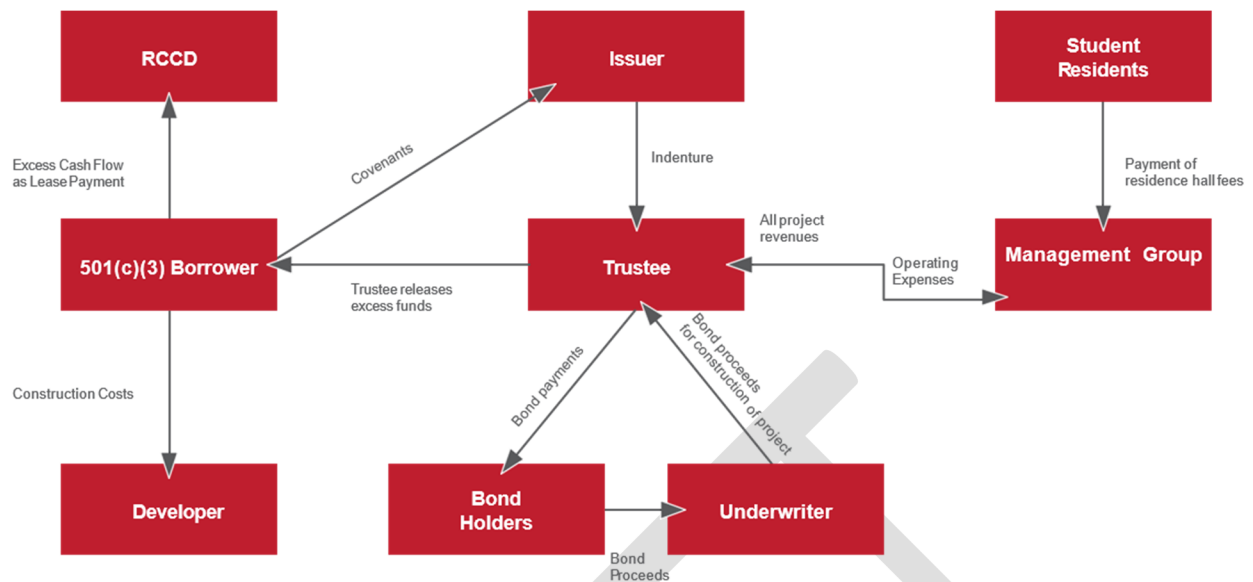 RCCD
Issuer
Student
Residents
Excess Cash Flow
as Lease Payment
Covenants
Indenture
Payment of
residence hall fees
501(c)(3) Borrower
Trustee
All project
revenues
Operating
Expenses
Management Group
Trustee releases
excess funds
Construction Costs
Bond payments
Bond proceeds
for construction of project
Developer
Bond
Holders
Underwriter
Bond
Proceeds